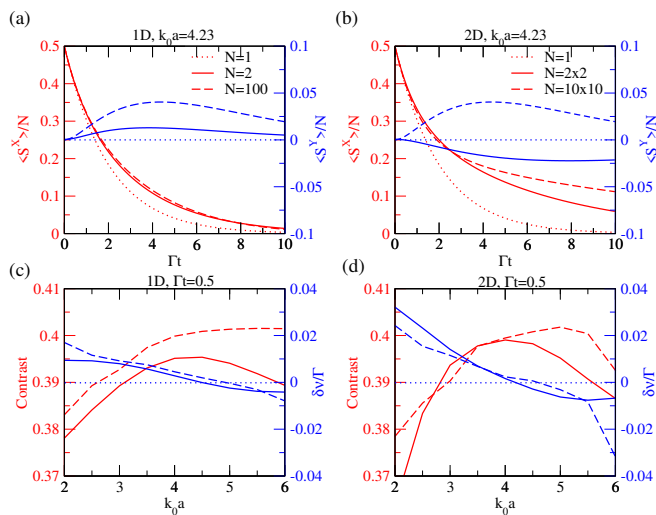 (a)
1D, k0a=4.23
N=1
N=2
N=100
0.5
0.4
0.3
0.2
0.1
0
<S^X>/N
0.1
0.05
0
-0.05
-0.1
<S^Y>/N
0 2 4 6 8 10
Γt
(b)
2D, k0a=4.23
N=1
N=2x2
N=10x10
0.5
0.4
0.3
0.2
0.1
0
<S^X>/N
0.1
0.05
0
-0.05
-0.1
<S^Y>/N
0 2 4 6 8 10
Γt
(c)
1D, Γt=0.5
0.41
0.4
0.39
0.38
0.37
Contrast
0.04
0.02
0
-0.02
-0.04
δν/Γ
2 3 4 5 6
k0a
(d)
2D, Γt=0.5
0.41
0.4
0.39
0.38
0.37
Contrast
0.04
0.02
0
-0.02
-0.04
δν/Γ
2 3 4 5 6
k0a